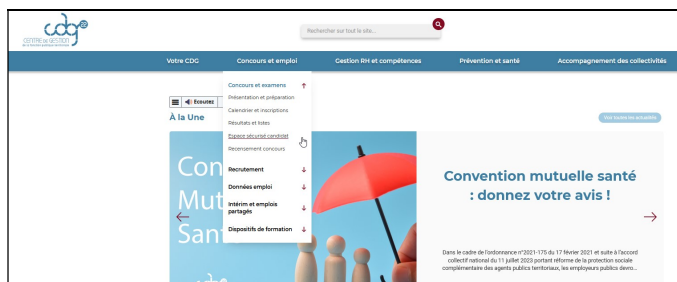 cdg 22
CENTRE DE GESTION
Rechercher sur tout le site...
Votre CDG Concours et emploi Gestion RH et compétences Prévention et santé Accompagnement des collectivités
Concours et examens
Présentation et préparation
Calendrier et inscriptions
Résultats et listes
Espace sécurisé candidat
Recensement concours
Recrutement
Données emploi
Intérim et emplois
partagés
Dispositifs de formation
Ecoutez
À la Une
Voir toutes les actualités
Con
Mut
San
Convention mutuelle santé
: donnez votre avis !
Dans le cadre de l'ordonnance n°2021-175 du 17 février 2021 et suite à l'accord
collectif national du 11 juillet 2023 portant réforme de la protection sociale
complémentaire des agents publics territoriaux, les employeurs publics devro...